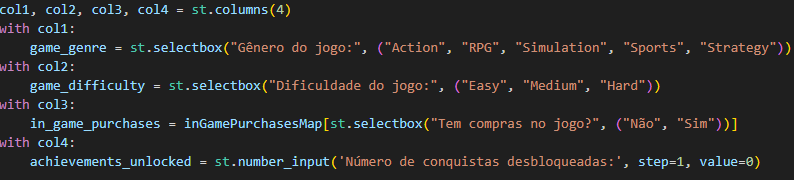 col1, col2, col3, col4 = st.columns(4)
with col1:
    game_genre = st.selectbox("Gênero do jogo:", ("Action", "RPG", "Simulation", "Sports", "Strategy"))
with col2:
    game_difficulty = st.selectbox("Dificuldade do jogo:", ("Easy", "Medium", "Hard"))
with col3:
    in_game_purchases = inGamePurchasesMap[st.selectbox("Tem compras no jogo?", ("Não", "Sim"))]
with col4:
    achievements_unlocked = st.number_input('Número de conquistas desbloqueadas:', step=1, value=0)